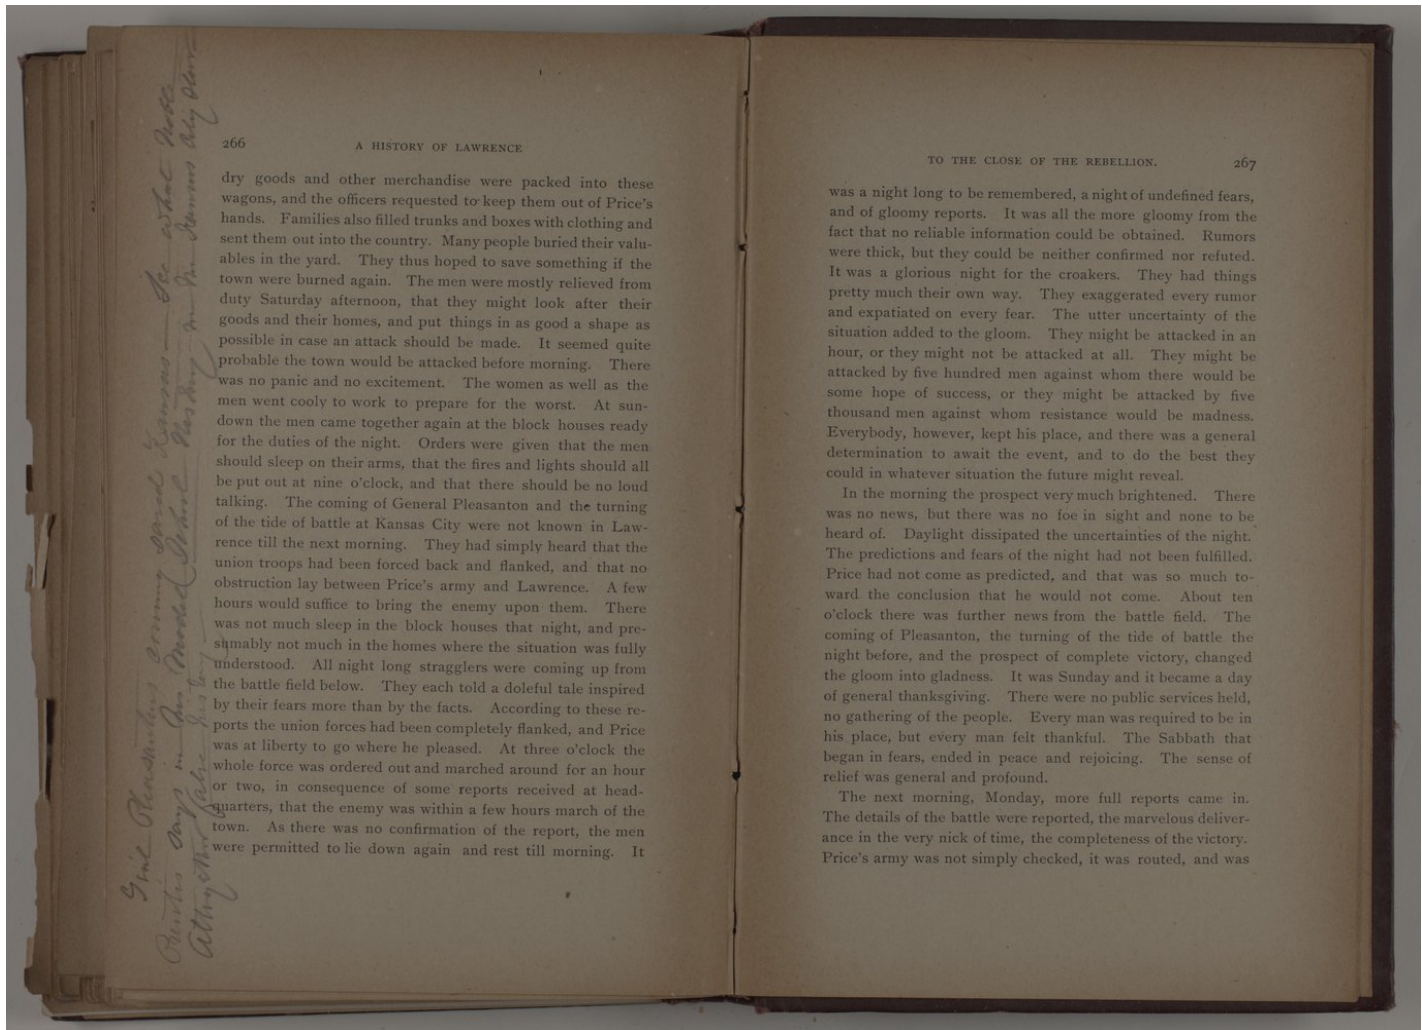 266 A HISTORY OF LAWRENCE
dry goods and other merchandise were packed into these
wagons, and the officers requested to keep them out of Price's
hands. Families also filled trunks and boxes with clothing and
sent them out into the country. Many people buried their valu-
ables in the yard. They thus hoped to save something if the
town were burned again. The men were mostly relieved from
duty Saturday afternoon, that they might look after their
goods and their homes, and put things in as good a shape as
possible in case an attack should be made. It seemed quite
probable the town would be attacked before morning. There
was no panic and no excitement. The women as well as the
men went cooly to work to prepare for the worst. At sun-
down the men came together again at the block houses ready
for the duties of the night. Orders were given that the men
should sleep on their arms, that the fires and lights should all
be put out at nine o'clock, and that there should be no loud
talking. The coming of General Pleasanton and the turning
of the tide of battle at Kansas City were not known in Law-
rence till the next morning. They had simply heard that the
union troops had been forced back and flanked, and that no
obstruction lay between Price's army and Lawrence. A few
hours would suffice to bring the enemy upon them. There
was not much sleep in the block houses that night, and pre-
sumably not much in the homes where the situation was fully
understood. All night long stragglers were coming up from
the battle field below. They each told a doleful tale inspired
by their fears more than by the facts. According to these re-
ports the union forces had been completely flanked, and Price
was at liberty to go where he pleased. At three o'clock the
whole force was ordered out and marched around for an hour
or two, in consequence of some reports received at head-
quarters, that the enemy was within a few hours march of the
town. As there was no confirmation of the report, the men
were permitted to lie down again and rest till morning. It
Genl Pleasanton coming saved Kansas - See what Noble
Prentis says in his model School History
TO THE CLOSE OF THE REBELLION. 267
was a night long to be remembered, a night of undefined fears,
and of gloomy reports. It was all the more gloomy from the
fact that no reliable information could be obtained. Rumors
were thick, but they could be neither confirmed nor refuted.
It was a glorious night for the croakers. They had things
pretty much their own way. They exaggerated every rumor
and expatiated on every fear. The utter uncertainty of the
situation added to the gloom. They might be attacked in an
hour, or they might not be attacked at all. They might be
attacked by five hundred men against whom there would be
some hope of success, or they might be attacked by five
thousand men against whom resistance would be madness.
Everybody, however, kept his place, and there was a general
determination to await the event, and to do the best they
could in whatever situation the future might reveal.
In the morning the prospect very much brightened. There
was no news, but there was no foe in sight and none to be
heard of. Daylight dissipated the uncertainties of the night.
The predictions and fears of the night had not been fulfilled.
Price had not come as predicted, and that was so much to-
ward the conclusion that he would not come. About ten
o'clock there was further news from the battle field. The
coming of Pleasanton, the turning of the tide of battle the
night before, and the prospect of complete victory, changed
the gloom into gladness. It was Sunday and it became a day
of general thanksgiving. There were no public services held,
no gathering of the people. Every man was required to be in
his place, but every man felt thankful. The Sabbath that
began in fears, ended in peace and rejoicing. The sense of
relief was general and profound.
The next morning, Monday, more full reports came in.
The details of the battle were reported, the marvelous deliver-
ance in the very nick of time, the completeness of the victory.
Price's army was not simply checked, it was routed, and was